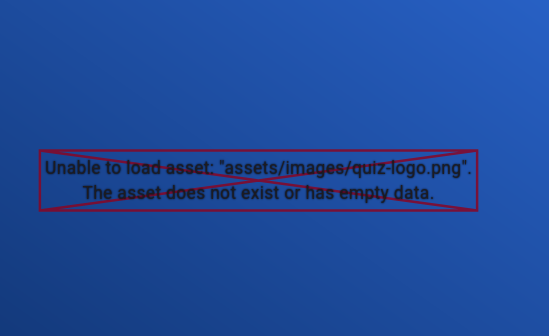 Unable to load asset: "assets/images/quiz-logo.png".
The asset does not exist or has empty data.